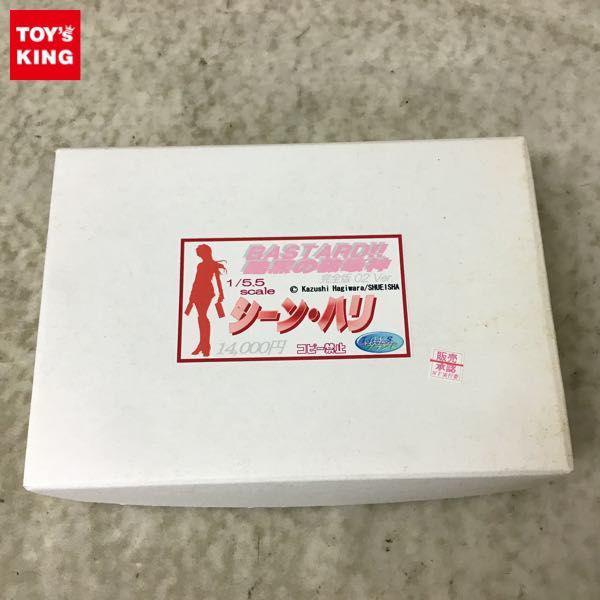 TOY's
KING
BASTARD!!
暗黒の破壊神
完全版 02 Ver.
1/5.5
scale
© Kazushi Hagiwara/SHUEISHA
シーン・ハリ
14,000円
コピー禁止
販売
承認